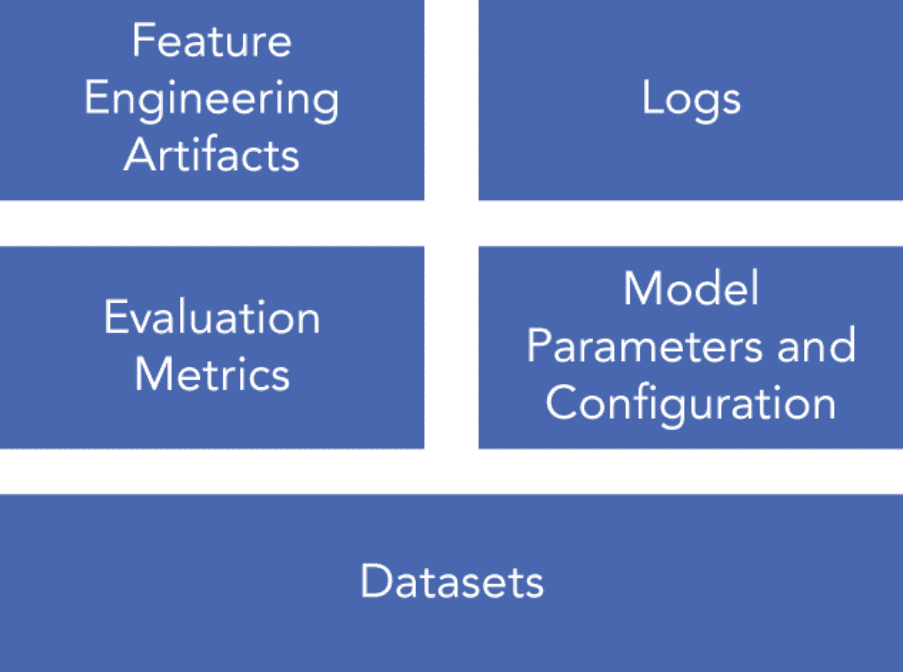 Feature
Engineering
Artifacts
Logs
Evaluation
Metrics
Model
Parameters and
Configuration
Datasets